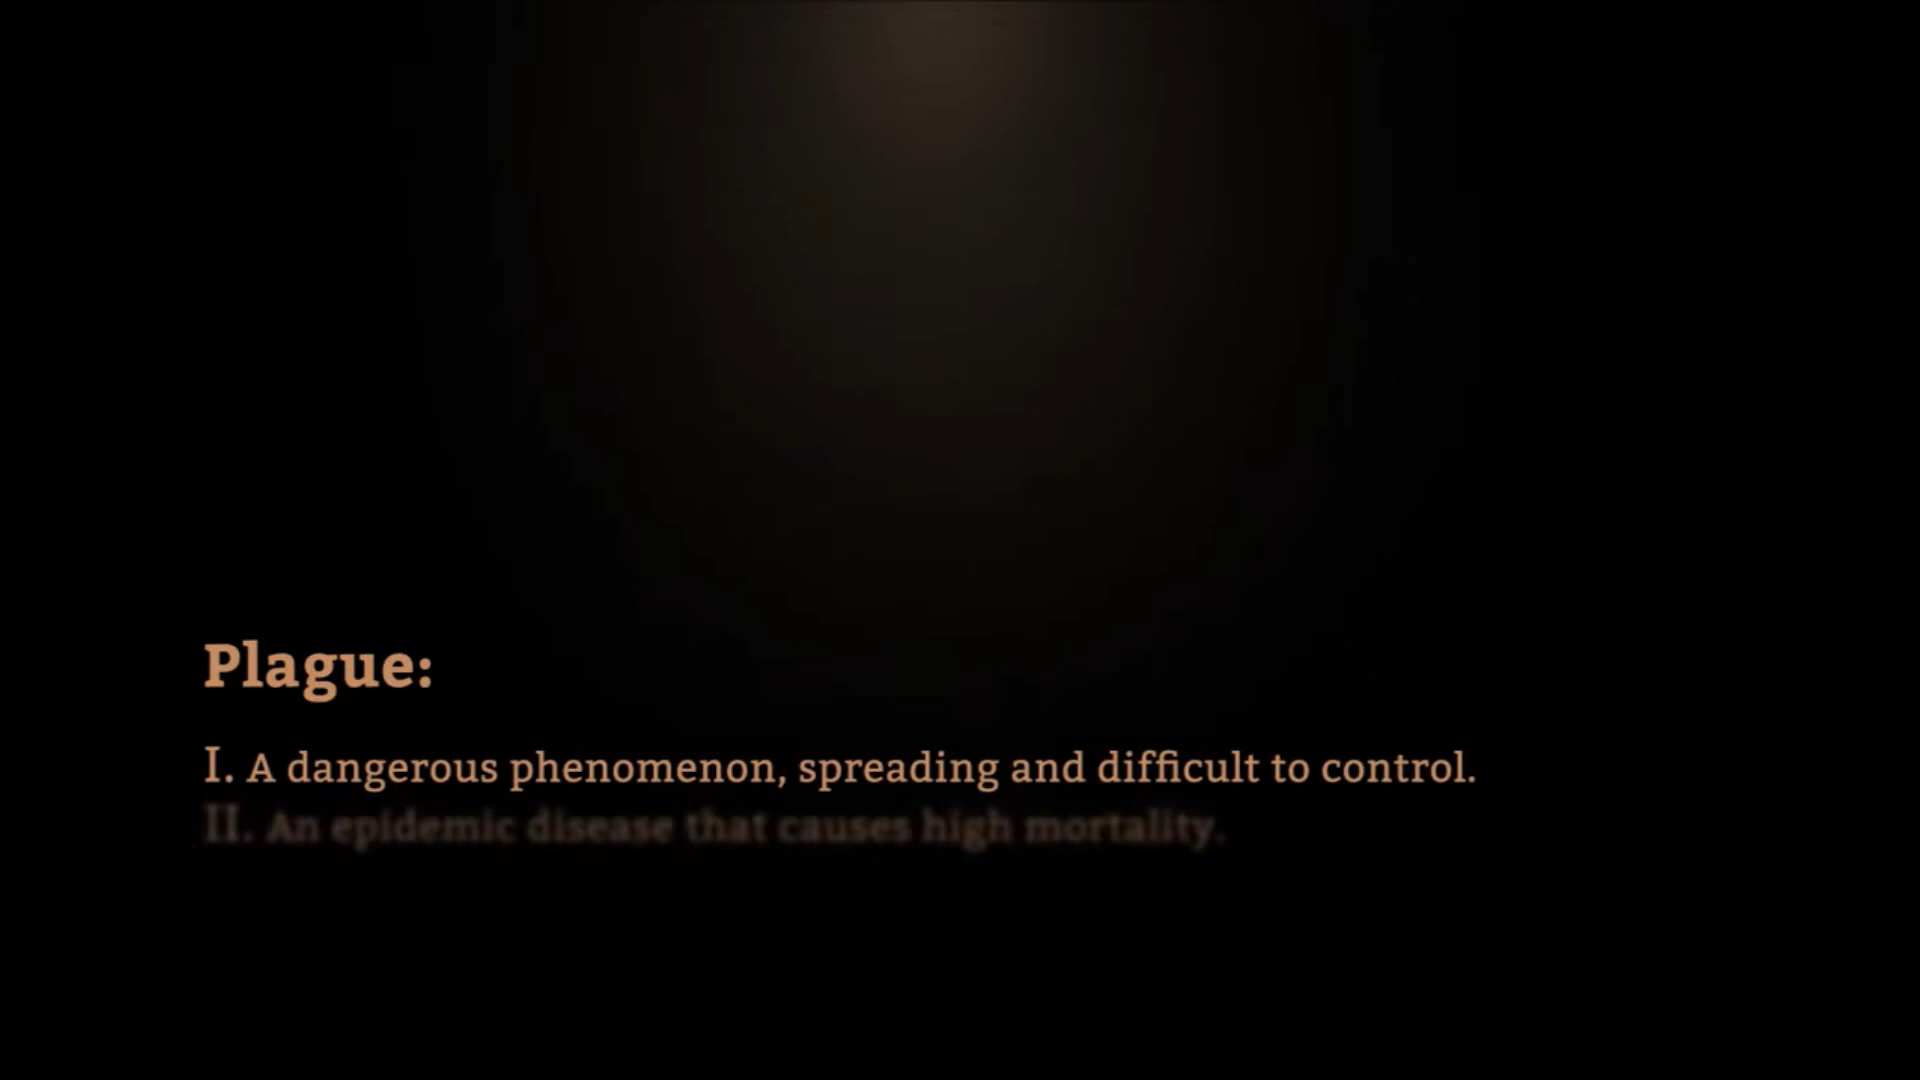 Plague:
I. A dangerous phenomenon, spreading and difficult to control.
II. An epidemic disease that causes high mortality.